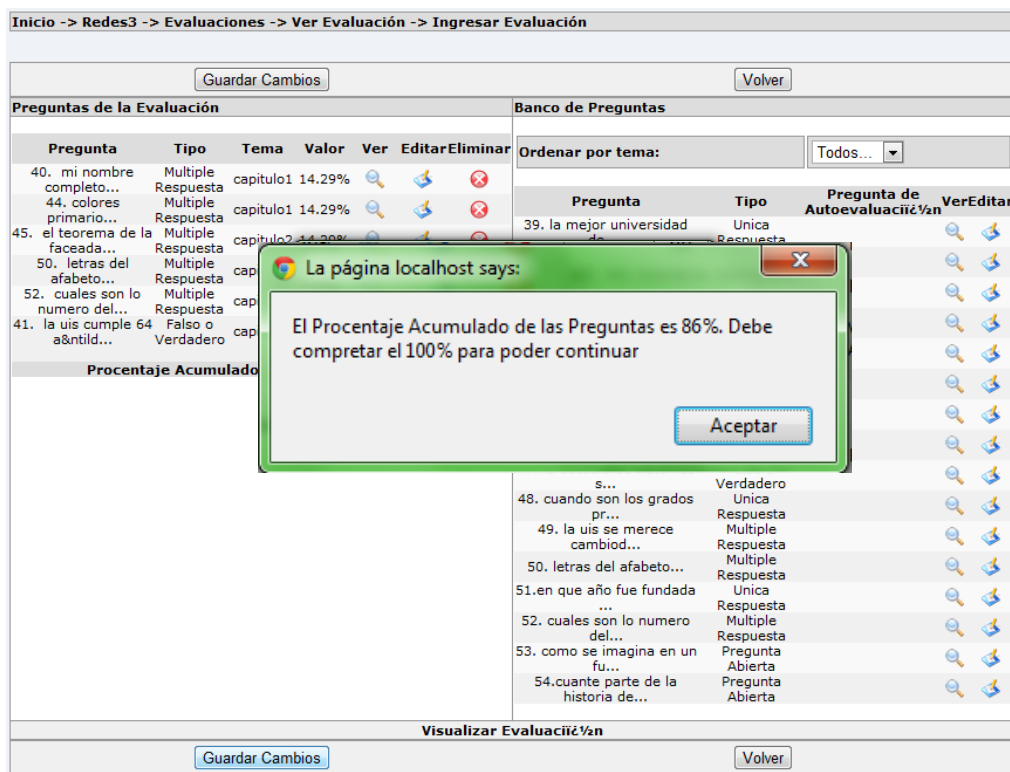 Inicio -> Redes3 -> Evaluaciones -> Ver Evaluación -> Ingresar Evaluación
Guardar Cambios
Volver
Preguntas de la Evaluación
Pregunta Tipo Tema Valor Ver Editar Eliminar
40. mi nombre completo... Multiple Respuesta capitulo1 14.29%
44. colores primario... Multiple Respuesta capitulo1 14.29%
45. el teorema de la faceada... Multiple Respuesta capitulo2 14.29%
50. letras del afabeto... Multiple Respuesta cap
52. cuales son lo numero del... Multiple Respuesta cap
41. la uis cumple 64 a&ntild... Falso o Verdadero cap
Procentaje Acumulado
Banco de Preguntas
Ordenar por tema: Todos...
Pregunta Tipo Pregunta de Autoevaluaciï¿½n Ver Editar
39. la mejor universidad de... Unica Respuesta
s... Verdadero
48. cuando son los grados pr... Unica Respuesta
49. la uis se merece cambiod... Multiple Respuesta
50. letras del afabeto... Multiple Respuesta
51.en que año fue fundada ... Unica Respuesta
52. cuales son lo numero del... Multiple Respuesta
53. como se imagina en un fu... Pregunta Abierta
54.cuante parte de la historia de... Pregunta Abierta
La página localhost says:
El Procentaje Acumulado de las Preguntas es 86%. Debe
compretar el 100% para poder continuar
Aceptar
Visualizar Evaluaciï¿½n
Guardar Cambios
Volver